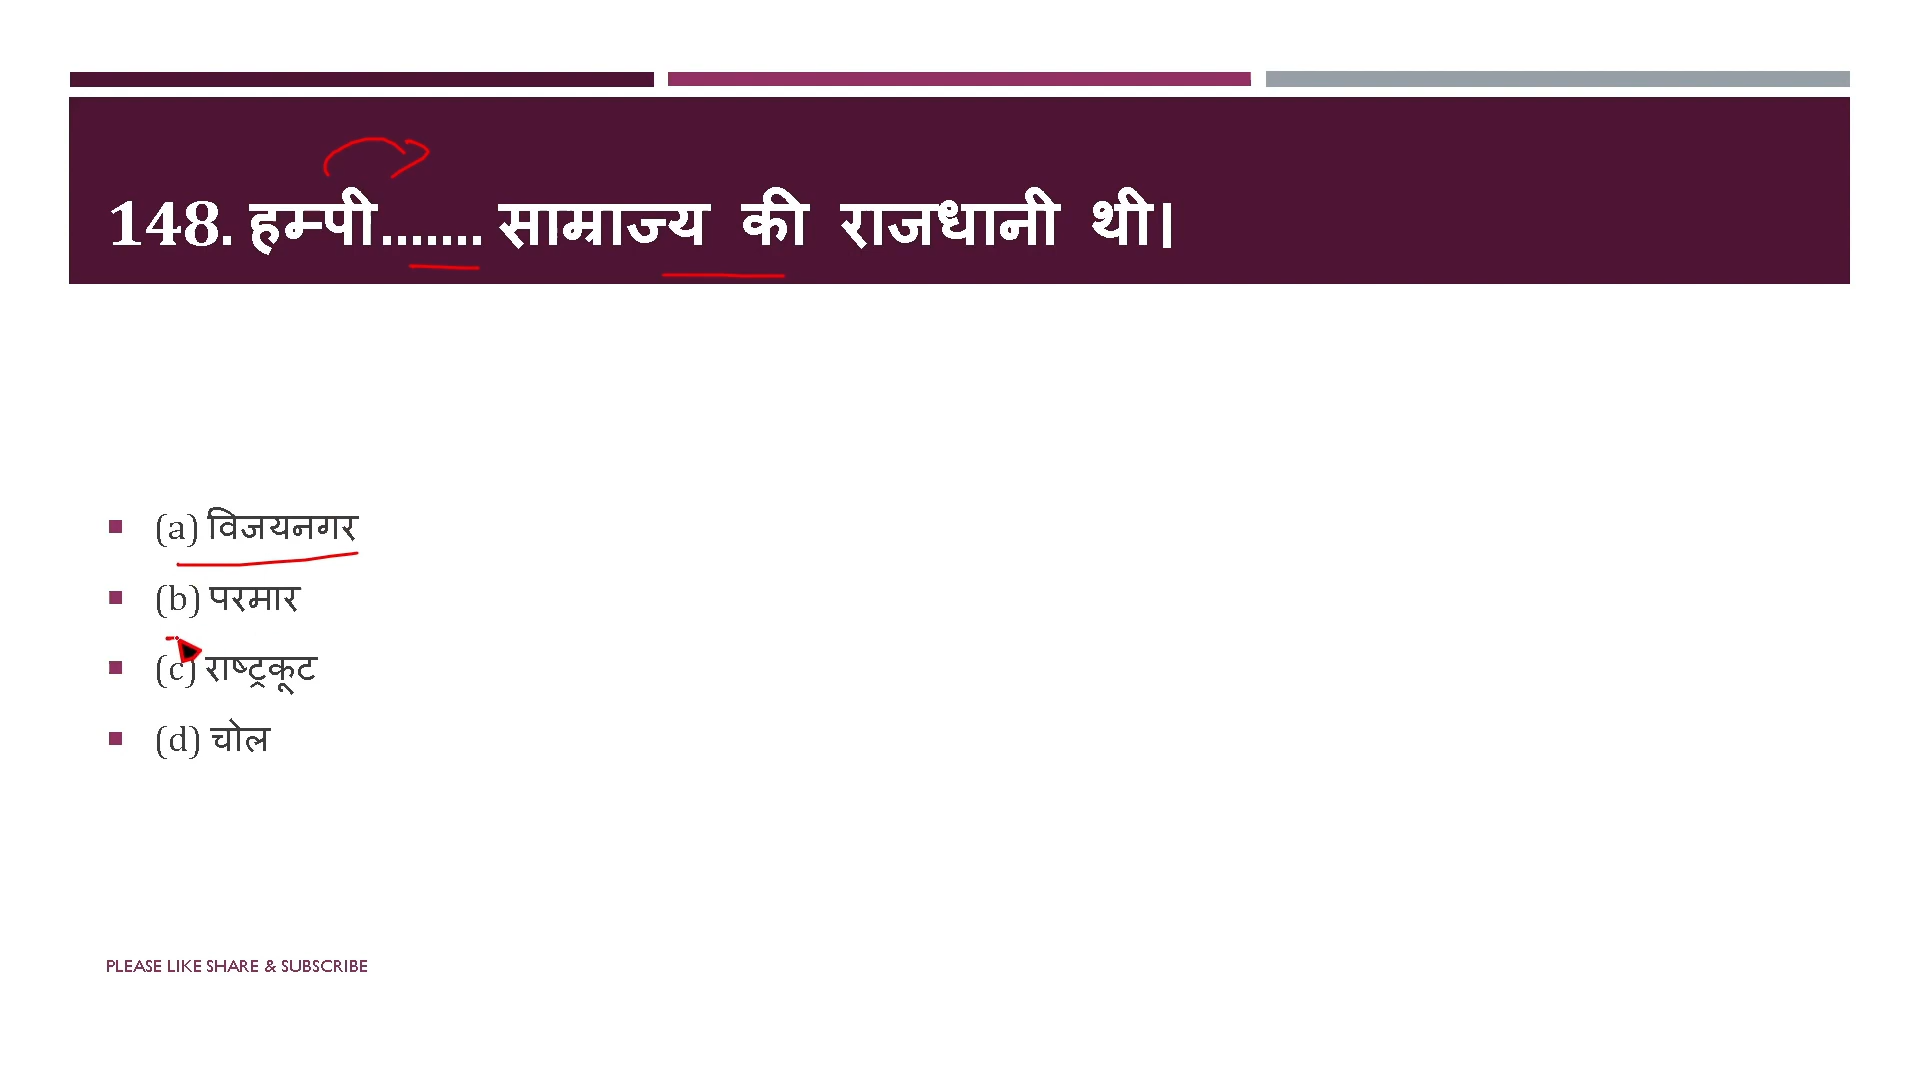 148. हम्पी....... साम्राज्य की राजधानी थी।
(a) विजयनगर
(b) परमार
(c) राष्ट्रकूट
(d) चोल
PLEASE LIKE SHARE & SUBSCRIBE